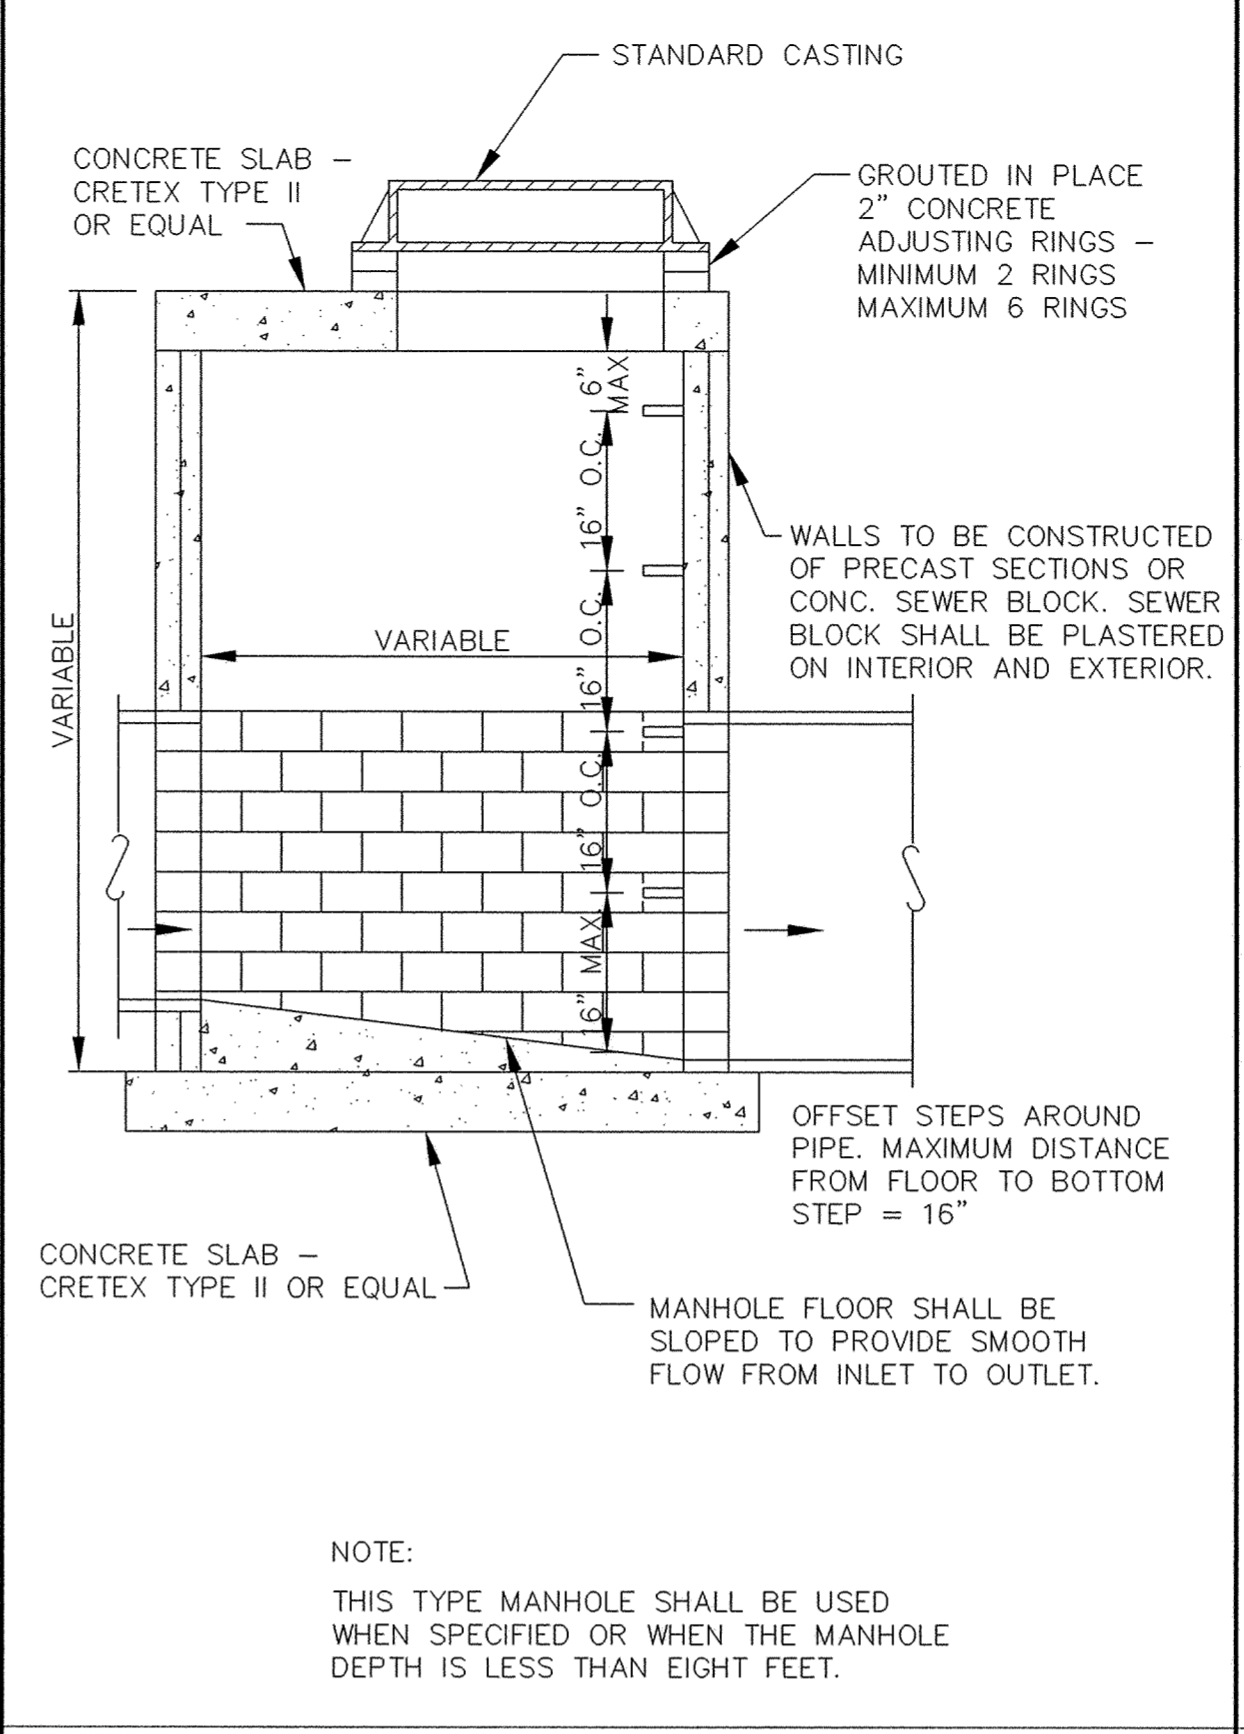 STANDARD CASTING
CONCRETE SLAB –
CRETEX TYPE II
OR EQUAL
GROUTED IN PLACE
2" CONCRETE
ADJUSTING RINGS –
MINIMUM 2 RINGS
MAXIMUM 6 RINGS
6"
MAX
16" O.C.
16" O.C.
16" O.C.
16" MAX.
VARIABLE
VARIABLE
WALLS TO BE CONSTRUCTED
OF PRECAST SECTIONS OR
CONC. SEWER BLOCK. SEWER
BLOCK SHALL BE PLASTERED
ON INTERIOR AND EXTERIOR.
OFFSET STEPS AROUND
PIPE. MAXIMUM DISTANCE
FROM FLOOR TO BOTTOM
STEP = 16"
CONCRETE SLAB –
CRETEX TYPE II OR EQUAL
MANHOLE FLOOR SHALL BE
SLOPED TO PROVIDE SMOOTH
FLOW FROM INLET TO OUTLET.
NOTE:
THIS TYPE MANHOLE SHALL BE USED
WHEN SPECIFIED OR WHEN THE MANHOLE
DEPTH IS LESS THAN EIGHT FEET.